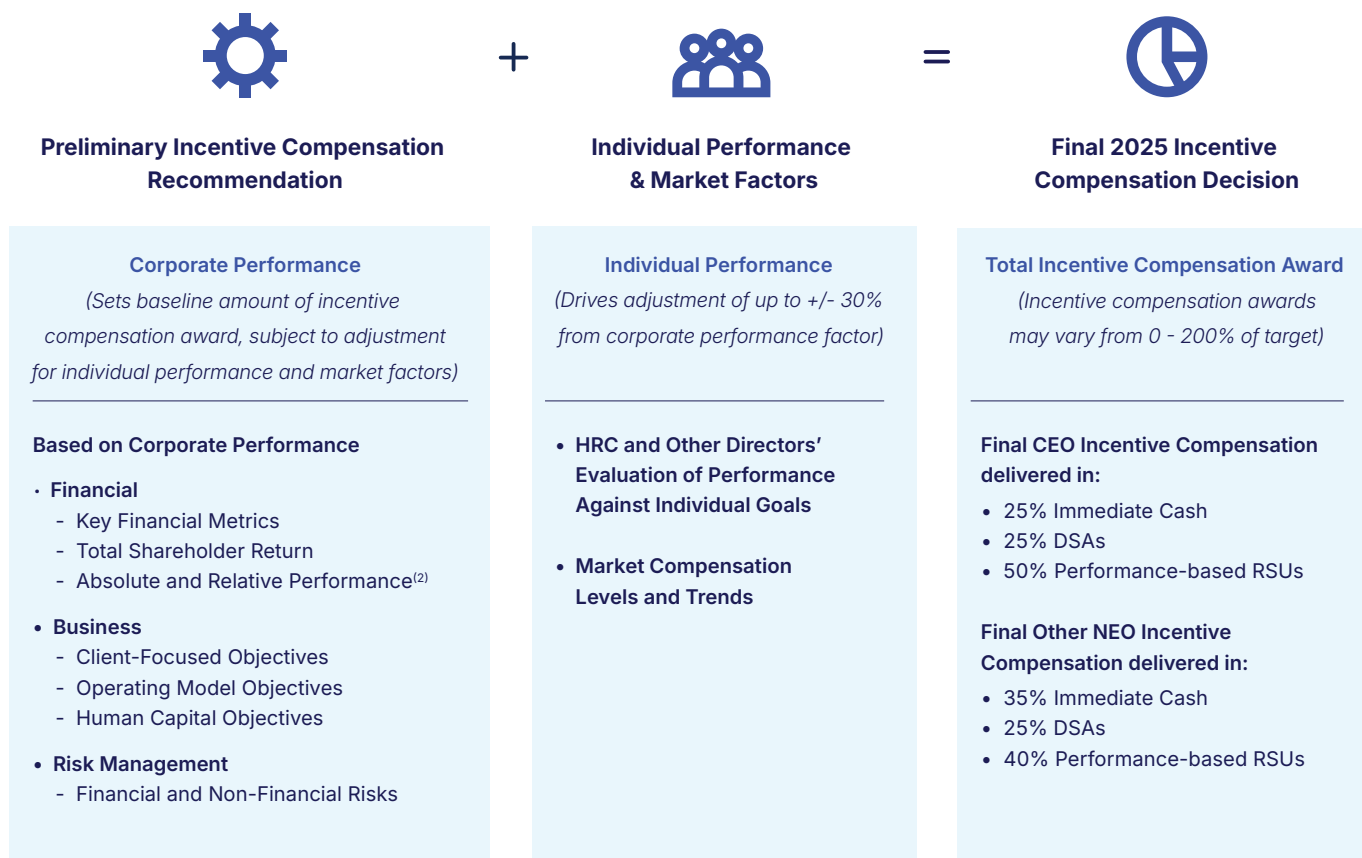 +
=
Preliminary Incentive Compensation
Recommendation
Individual Performance
& Market Factors
Final 2025 Incentive
Compensation Decision
Corporate Performance
(Sets baseline amount of incentive
compensation award, subject to adjustment
for individual performance and market factors)
Based on Corporate Performance
· Financial
- Key Financial Metrics
- Total Shareholder Return
- Absolute and Relative Performance(2)
• Business
- Client-Focused Objectives
- Operating Model Objectives
- Human Capital Objectives
• Risk Management
- Financial and Non-Financial Risks
Individual Performance
(Drives adjustment of up to +/- 30%
from corporate performance factor)
• HRC and Other Directors’
Evaluation of Performance
Against Individual Goals
• Market Compensation
Levels and Trends
Total Incentive Compensation Award
(Incentive compensation awards
may vary from 0 - 200% of target)
Final CEO Incentive Compensation
delivered in:
• 25% Immediate Cash
• 25% DSAs
• 50% Performance-based RSUs
Final Other NEO Incentive
Compensation delivered in:
• 35% Immediate Cash
• 25% DSAs
• 40% Performance-based RSUs